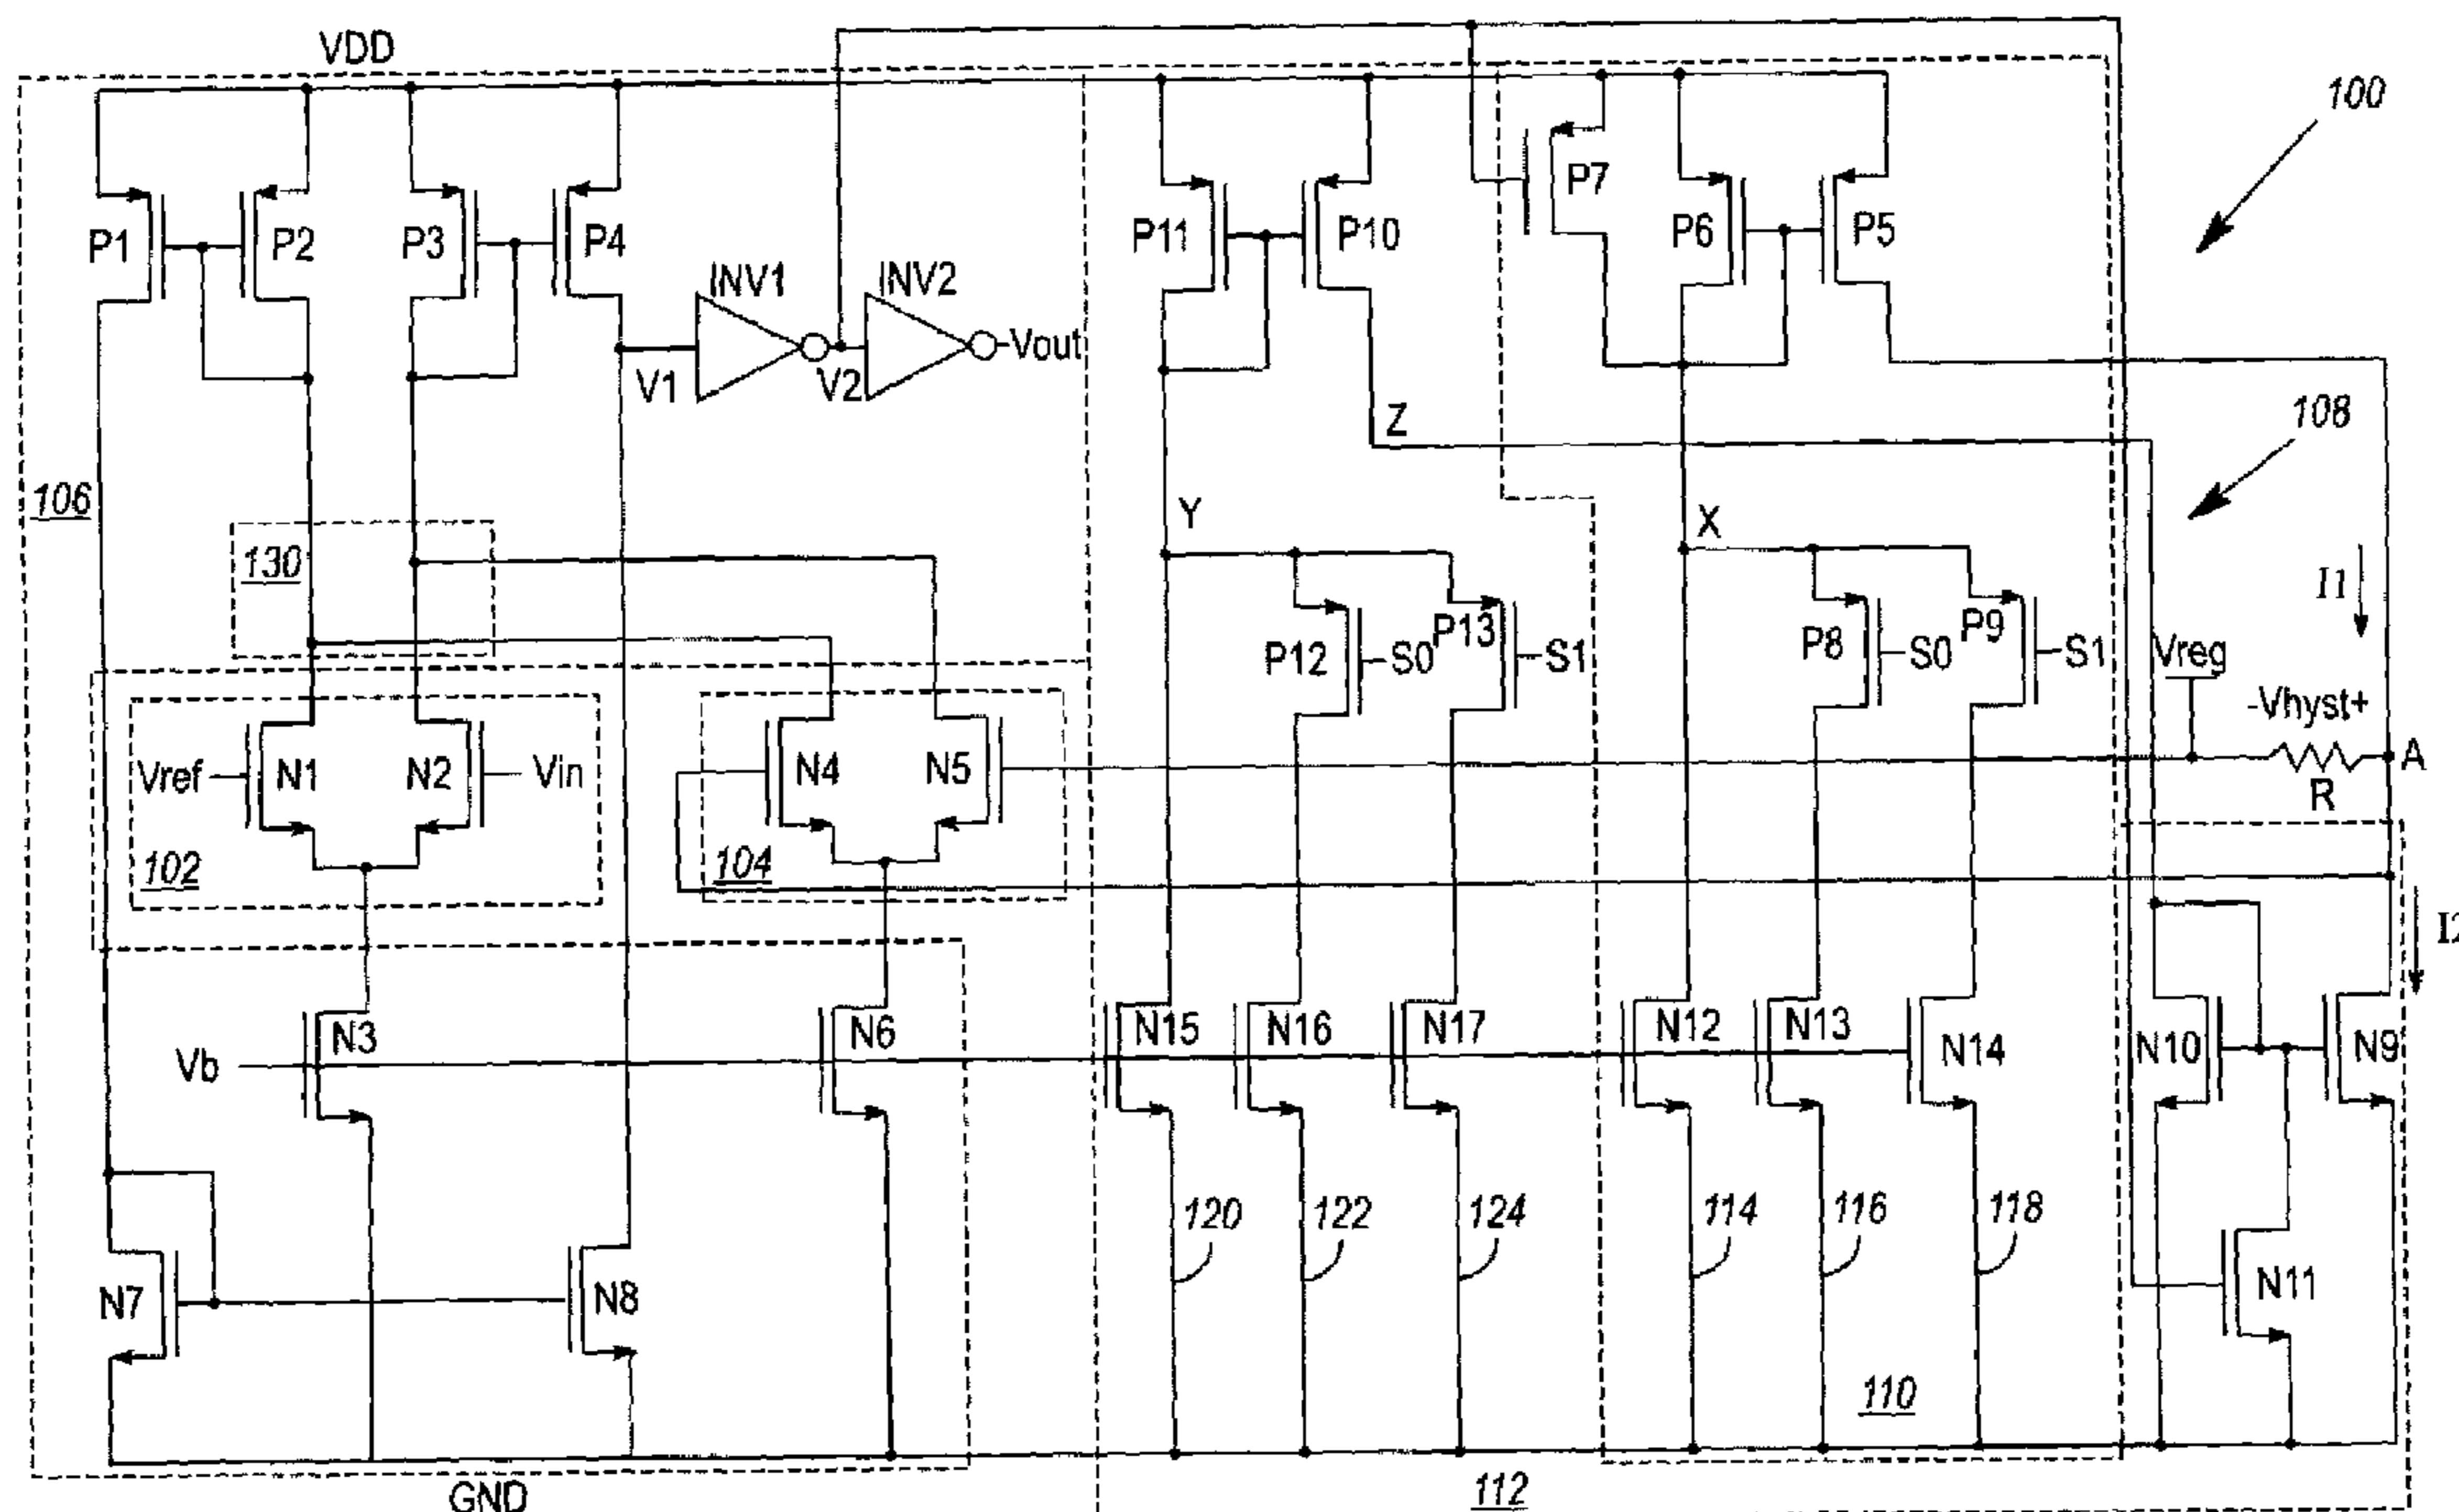 VDD
100
P1
P2
P3
P4
INV1
INV2
V1
V2
Vout
P11
P10
P7
P6
P5
Z
108
106
130
Y
X
I1
P12
S0
P13
S1
P8
S0
P9
S1
Vreg
-Vhyst+
Vref
N1
N2
Vin
N4
N5
A
R
102
104
I2
Vb
N3
N6
N15
N16
N17
N12
N13
N14
N10
N9
120
122
124
114
116
118
N7
N8
N11
110
GND
112